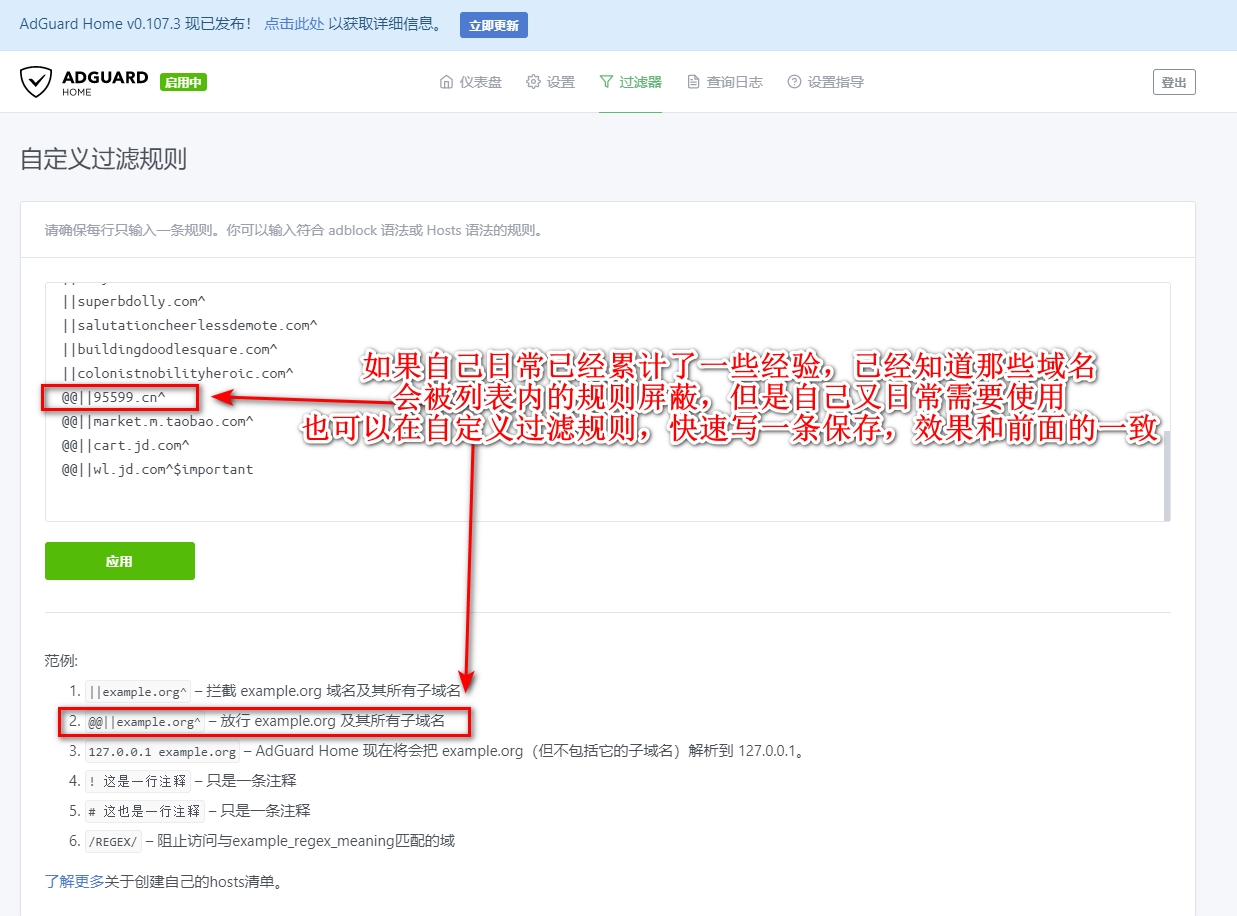 AdGuard Home v0.107.3 现已发布! 点击此处 以获取详细信息。 立即更新
ADGUARD HOME 启用中 仪表盘 设置 过滤器 查询日志 设置指导 登出
自定义过滤规则
请确保每行只输入一条规则。你可以输入符合 adblock 语法或 Hosts 语法的规则。
||superbdolly.com^
||salutationcheerlessdemote.com^
||buildingdoodlesquare.com^
||colonistnobilityheroic.com^
@@||95599.cn^
@@||market.m.taobao.com^
@@||cart.jd.com^
@@||wl.jd.com^$important
如果自己日常已经累计了一些经验，已经知道那些域名
会被列表内的规则屏蔽，但是自己又日常需要使用
也可以在自定义过滤规则，快速写一条保存，效果和前面的一致
应用
范例:
1. ||example.org^ – 拦截 example.org 域名及其所有子域名
2. @@||example.org^ – 放行 example.org 及其所有子域名
3. 127.0.0.1 example.org – AdGuard Home 现在将会把 example.org（但不包括它的子域名）解析到 127.0.0.1。
4. ! 这是一行注释 – 只是一条注释
5. # 这也是一行注释 – 只是一条注释
6. /REGEX/ – 阻止访问与example_regex_meaning匹配的域
了解更多关于创建自己的hosts清单。